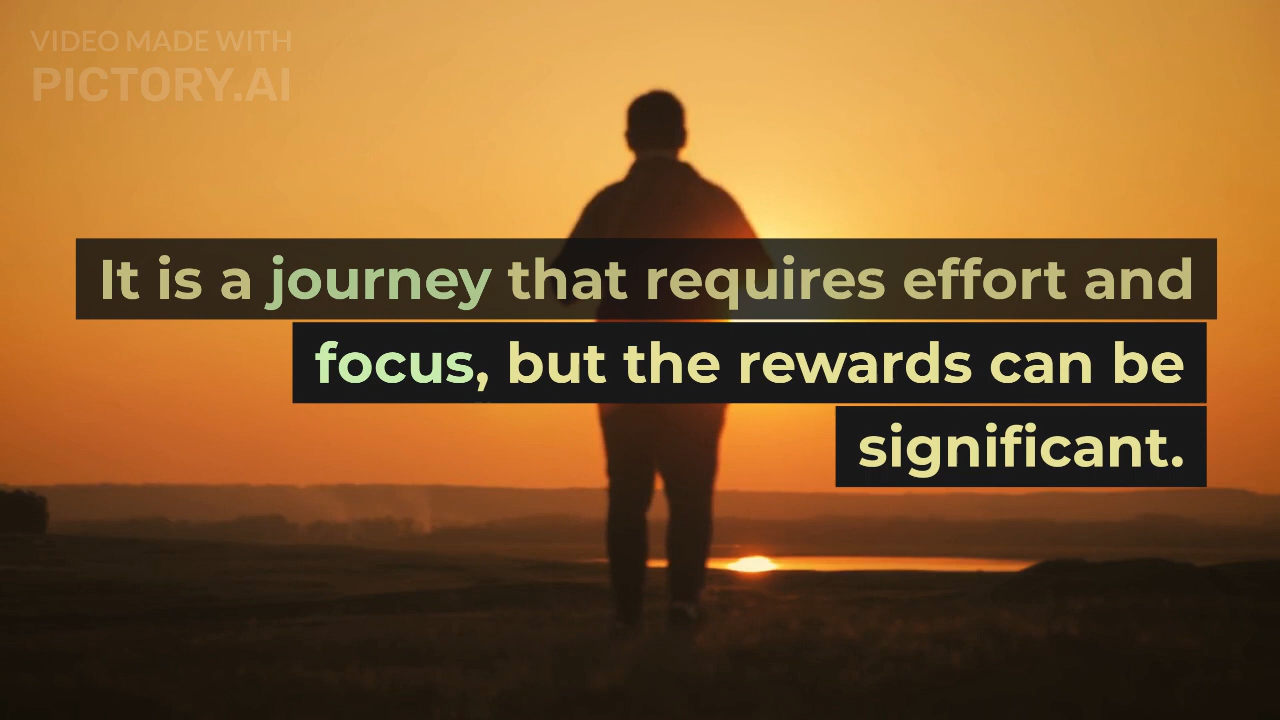 VIDEO MADE WITH
PICTORY.AI
It is a journey that requires effort and
focus, but the rewards can be
significant.